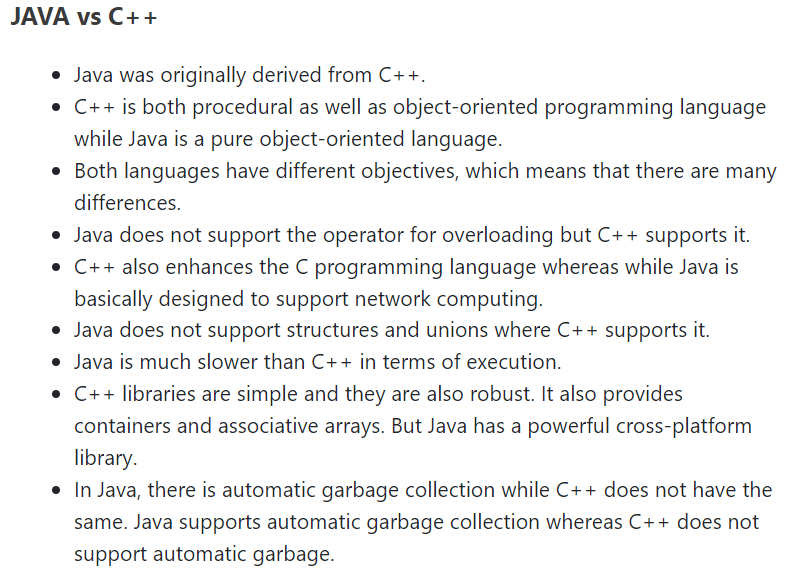 JAVA vs C++
• Java was originally derived from C++.
• C++ is both procedural as well as object-oriented programming language
while Java is a pure object-oriented language.
• Both languages have different objectives, which means that there are many
differences.
• Java does not support the operator for overloading but C++ supports it.
• C++ also enhances the C programming language whereas while Java is
basically designed to support network computing.
• Java does not support structures and unions where C++ supports it.
• Java is much slower than C++ in terms of execution.
• C++ libraries are simple and they are also robust. It also provides
containers and associative arrays. But Java has a powerful cross-platform
library.
• In Java, there is automatic garbage collection while C++ does not have the
same. Java supports automatic garbage collection whereas C++ does not
support automatic garbage.